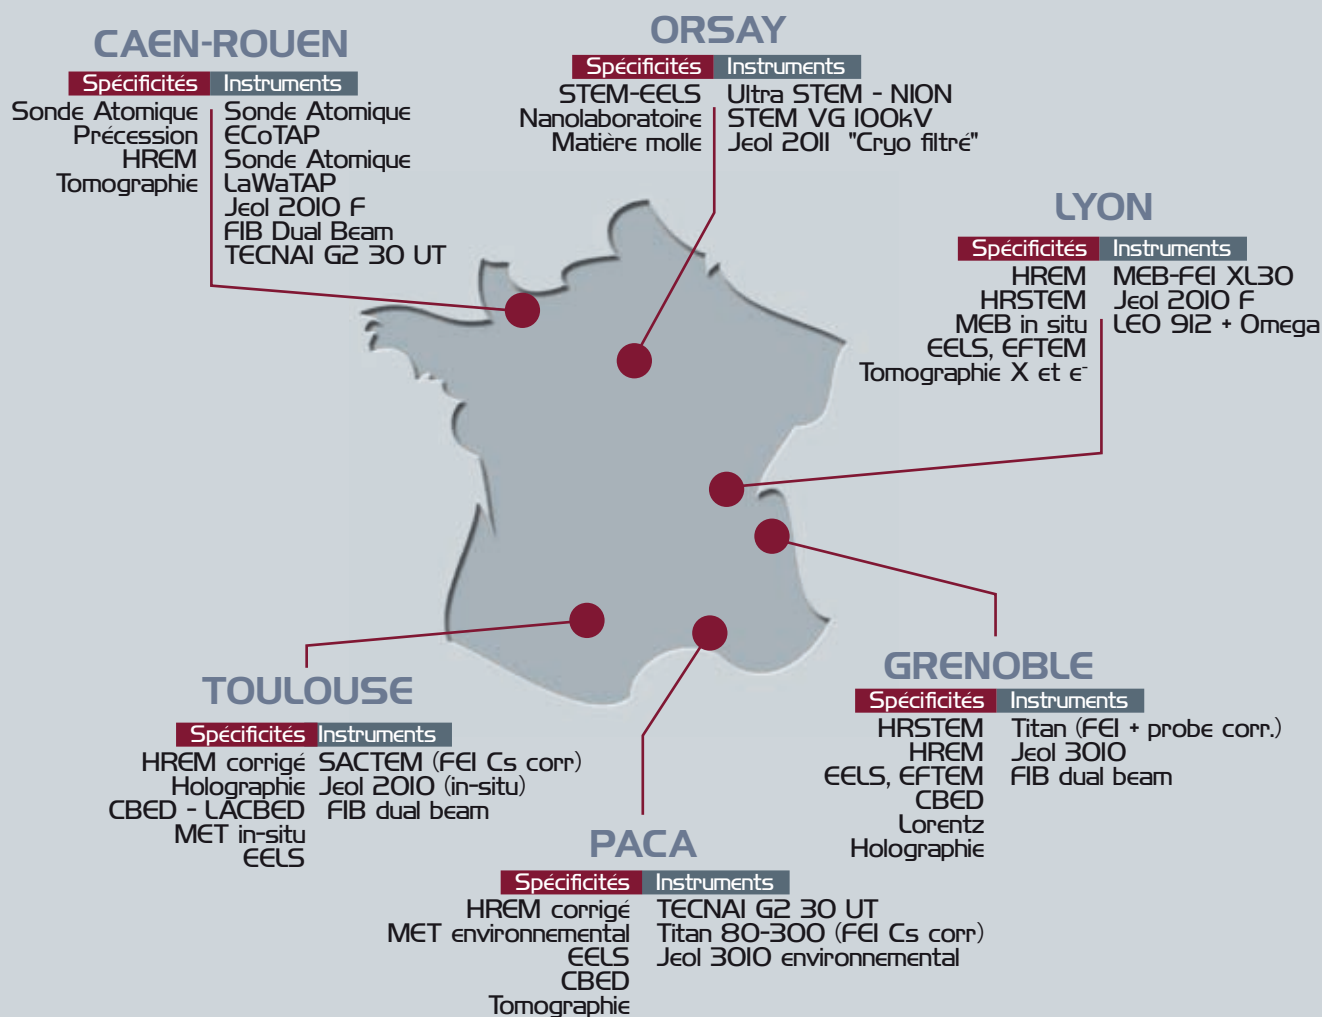 CAEN-ROUEN
Spécificités Instruments
Sonde Atomique Sonde Atomique
Précession ECoTAP
HREM Sonde Atomique
Tomographie LaWaTAP
Jeol 2010 F
FIB Dual Beam
TECNAI G2 30 UT
ORSAY
Spécificités Instruments
STEM-EELS Ultra STEM - NION
Nanolaboratoire STEM VG 100kV
Matière molle Jeol 2011 "Cryo filtré"
LYON
Spécificités Instruments
HREM MEB-FEI XL30
HRSTEM Jeol 2010 F
MEB in situ LEO 912 + Omega
EELS, EFTEM
Tomographie X et e⁻
TOULOUSE
Spécificités Instruments
HREM corrigé SACTEM (FEI Cs corr)
Holographie Jeol 2010 (in-situ)
CBED - LACBED FIB dual beam
MET in-situ
EELS
GRENOBLE
Spécificités Instruments
HRSTEM Titan (FEI + probe corr.)
HREM Jeol 3010
EELS, EFTEM FIB dual beam
CBED
Lorentz
Holographie
PACA
Spécificités Instruments
HREM corrigé TECNAI G2 30 UT
MET environnemental Titan 80-300 (FEI Cs corr)
EELS Jeol 3010 environnemental
CBED
Tomographie